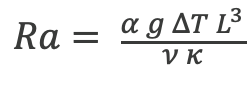 Ra = α g ΔT L³ / ν κ